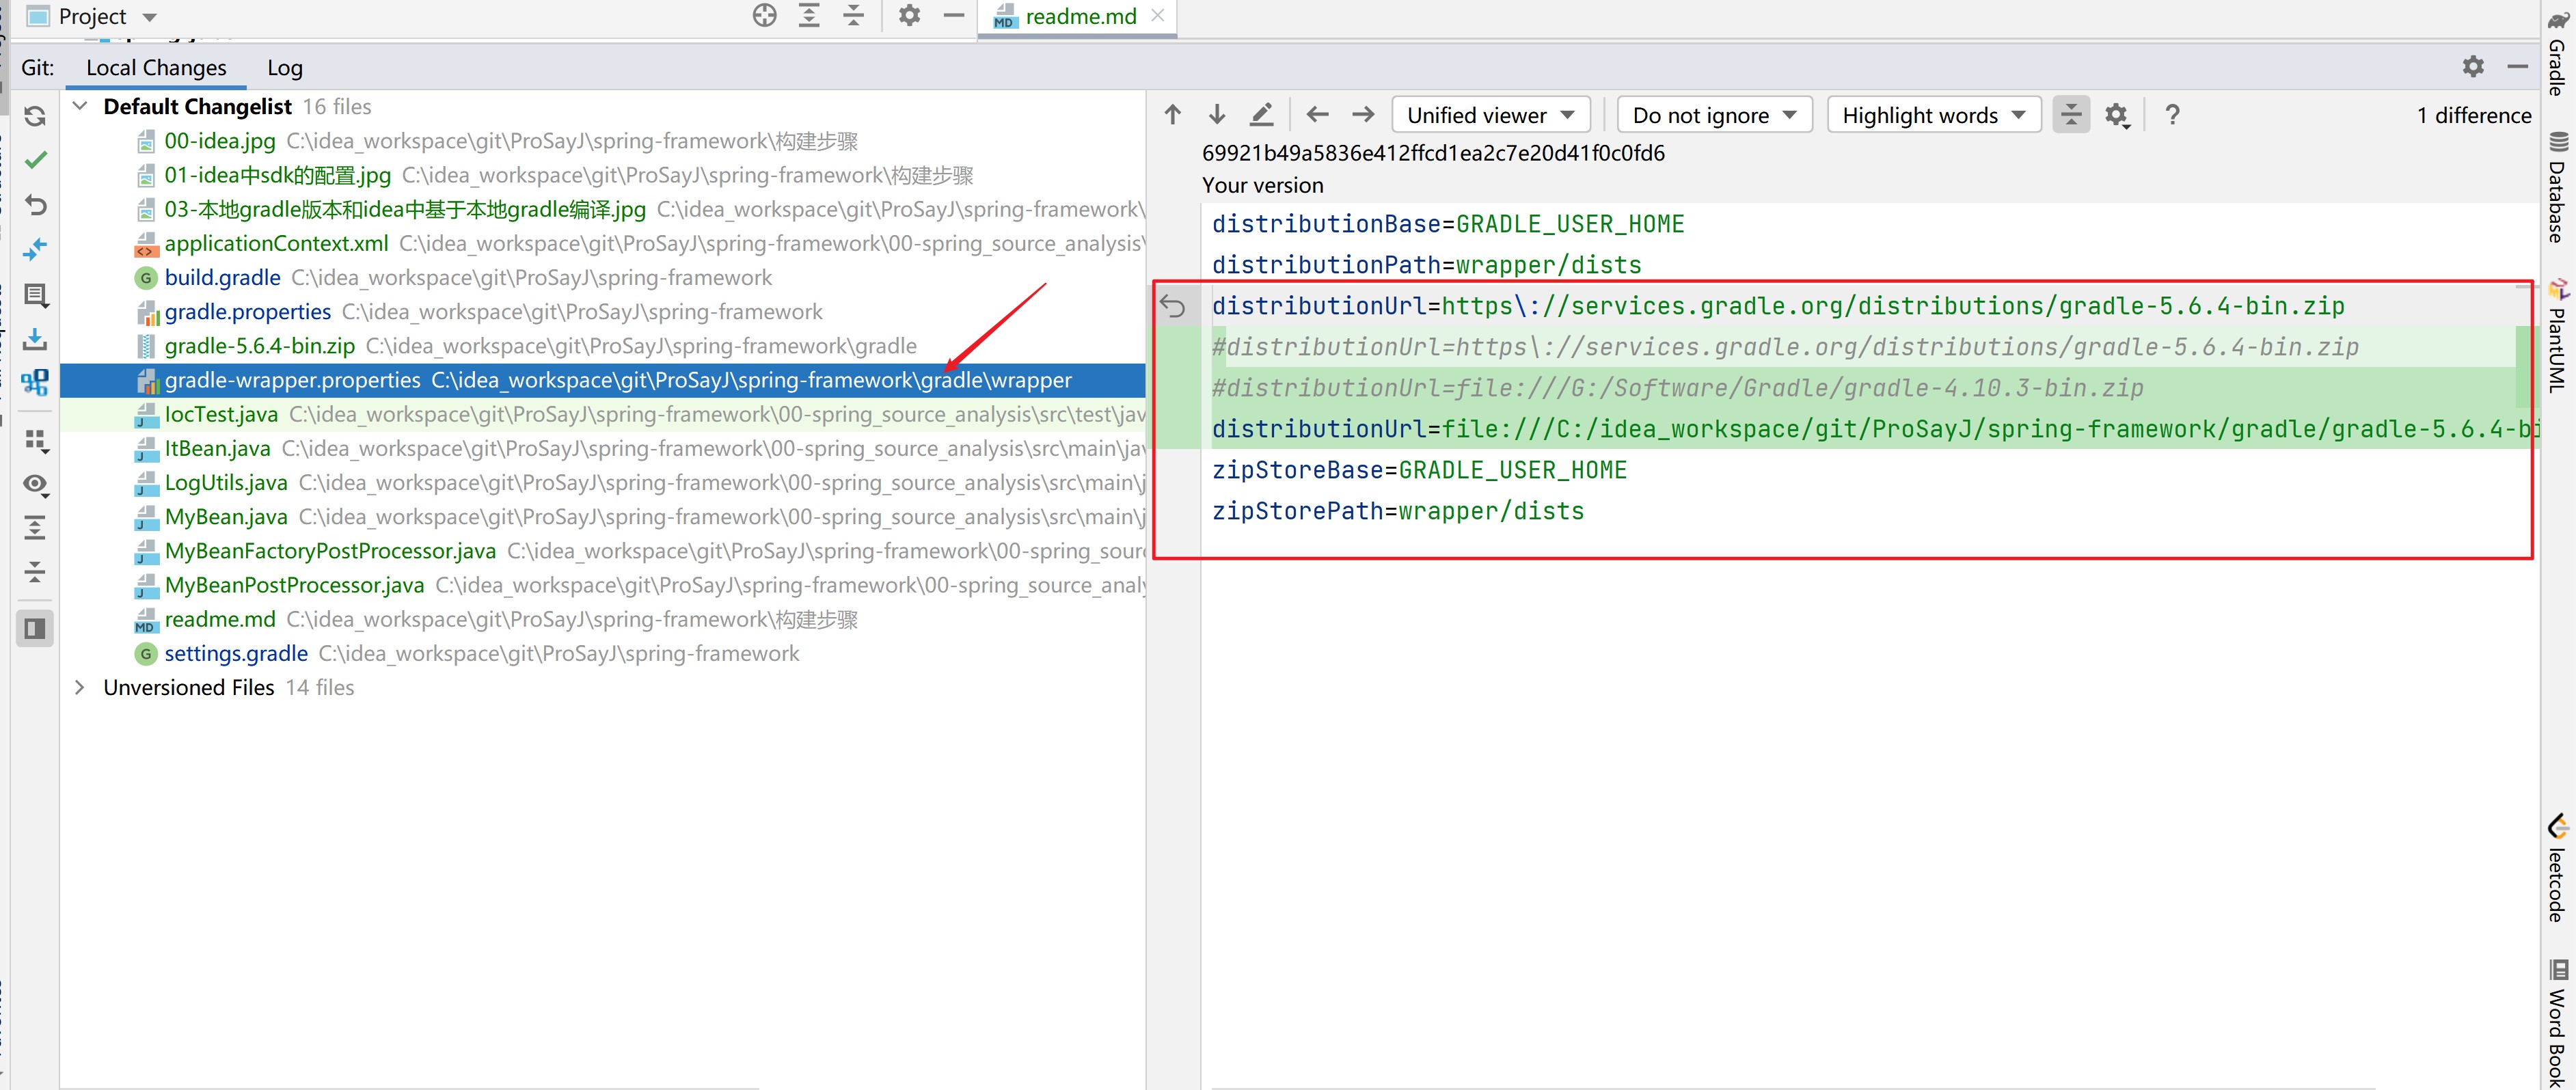 Project
readme.md
Git: Local Changes Log
Default Changelist 16 files
00-idea.jpg C:\idea_workspace\git\ProSayJ\spring-framework\构建步骤
01-idea中sdk的配置.jpg C:\idea_workspace\git\ProSayJ\spring-framework\构建步骤
03-本地gradle版本和idea中基于本地gradle编译.jpg C:\idea_workspace\git\ProSayJ\spring-framework\
applicationContext.xml C:\idea_workspace\git\ProSayJ\spring-framework\00-spring_source_analysis\
build.gradle C:\idea_workspace\git\ProSayJ\spring-framework
gradle.properties C:\idea_workspace\git\ProSayJ\spring-framework
gradle-5.6.4-bin.zip C:\idea_workspace\git\ProSayJ\spring-framework\gradle
gradle-wrapper.properties C:\idea_workspace\git\ProSayJ\spring-framework\gradle\wrapper
IocTest.java C:\idea_workspace\git\ProSayJ\spring-framework\00-spring_source_analysis\src\test\jav
ItBean.java C:\idea_workspace\git\ProSayJ\spring-framework\00-spring_source_analysis\src\main\jav
LogUtils.java C:\idea_workspace\git\ProSayJ\spring-framework\00-spring_source_analysis\src\main\j
MyBean.java C:\idea_workspace\git\ProSayJ\spring-framework\00-spring_source_analysis\src\main\j
MyBeanFactoryPostProcessor.java C:\idea_workspace\git\ProSayJ\spring-framework\00-spring_sour
MyBeanPostProcessor.java C:\idea_workspace\git\ProSayJ\spring-framework\00-spring_source_analy
readme.md C:\idea_workspace\git\ProSayJ\spring-framework\构建步骤
settings.gradle C:\idea_workspace\git\ProSayJ\spring-framework
Unversioned Files 14 files
Unified viewer Do not ignore Highlight words ? 1 difference
69921b49a5836e412ffcd1ea2c7e20d41f0c0fd6
Your version
distributionBase=GRADLE_USER_HOME
distributionPath=wrapper/dists
distributionUrl=https\://services.gradle.org/distributions/gradle-5.6.4-bin.zip
#distributionUrl=https\://services.gradle.org/distributions/gradle-5.6.4-bin.zip
#distributionUrl=file:///G:/Software/Gradle/gradle-4.10.3-bin.zip
distributionUrl=file:///C:/idea_workspace/git/ProSayJ/spring-framework/gradle/gradle-5.6.4-bi
zipStoreBase=GRADLE_USER_HOME
zipStorePath=wrapper/dists
Gradle
Database
PlantUML
leetcode
Word Book